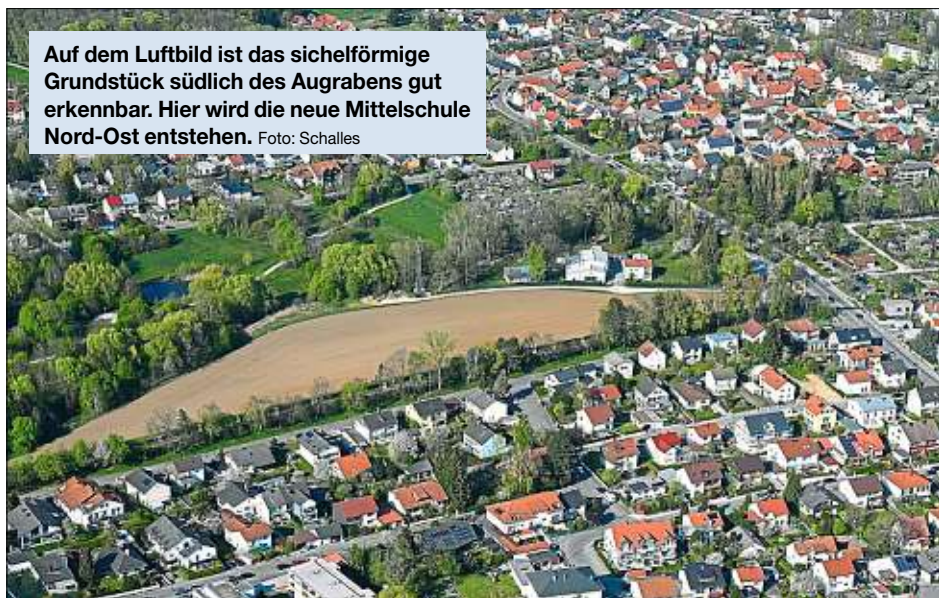 Auf dem Luftbild ist das sichelförmige
Grundstück südlich des Augrabens gut
erkennbar. Hier wird die neue Mittelschule
Nord-Ost entstehen. Foto: Schalles